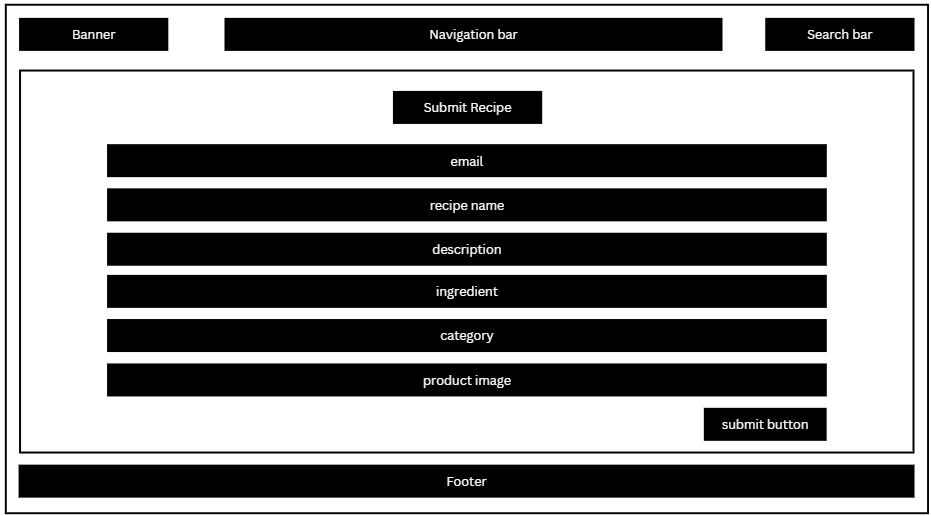 Banner
Navigation bar
Search bar
Submit Recipe
email
recipe name
description
ingredient
category
product image
submit button
Footer